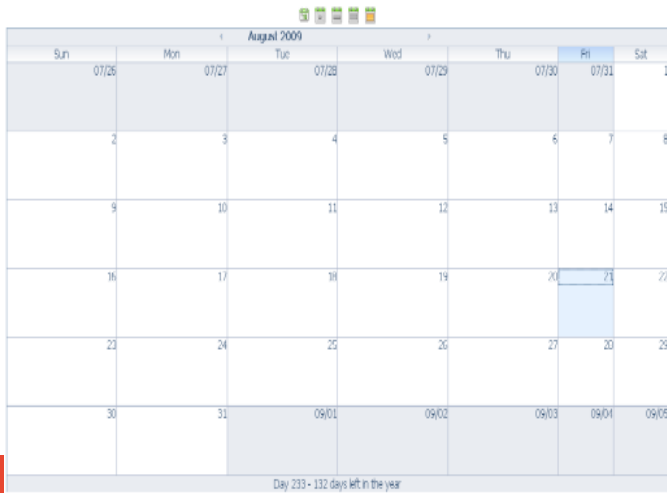 August 2009
Sun Mon Tue Wed Thu Fri Sat
07/26 07/27 07/28 07/29 07/30 07/31 1
2 3 4 5 6 7 8
9 10 11 12 13 14 15
16 17 18 19 20 21 22
23 24 25 26 27 28 29
30 31 09/01 09/02 09/03 09/04 09/05
Day 233 - 132 days left in the year